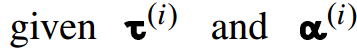 given 𝛕⁽ⁱ⁾ and 𝛂⁽ⁱ⁾